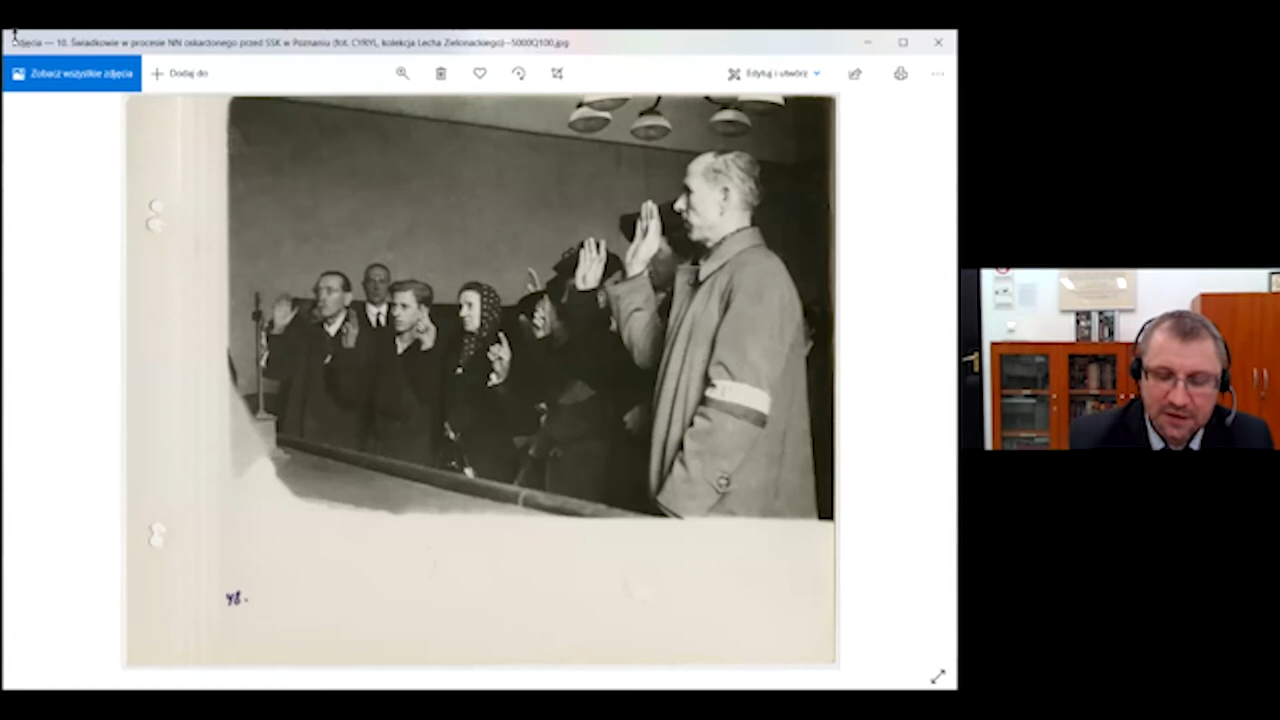 Zdjęcia — 10. Świadkowie w procesie NN oskarżonego przed SSK w Poznaniu (fot. CYRYL, kolekcja Lecha Zielonackiego)--5000Q100.jpg
Zobacz wszystkie zdjęcia
Dodaj do
Edytuj i utwórz
48.